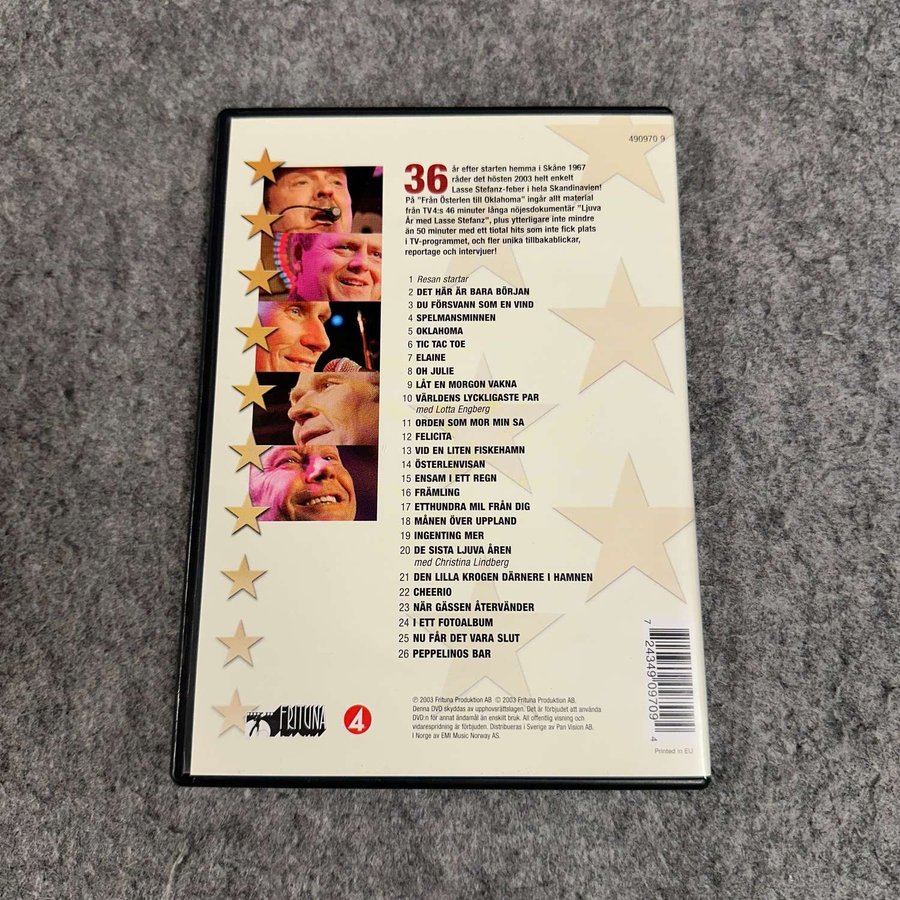 490970 9
36 år efter starten hemma i Skåne 1967
råder det hösten 2003 helt enkelt
Lasse Stefanz-feber i hela Skandinavien!
På "Från Österlen till Oklahoma" ingår allt material
från TV4:s 46 minuter långa nöjesdokumentär "Ljuva
År med Lasse Stefanz", plus ytterligare inte mindre
än 50 minuter med ett tiotal hits som inte fick plats
i TV-programmet, och fler unika tillbakablickar,
reportage och intervjuer!
1 Resan startar
2 DET HÄR ÄR BARA BÖRJAN
3 DU FÖRSVANN SOM EN VIND
4 SPELMANSMINNEN
5 OKLAHOMA
6 TIC TAC TOE
7 ELAINE
8 OH JULIE
9 LÅT EN MORGON VAKNA
10 VÄRLDENS LYCKLIGASTE PAR
med Lotta Engberg
11 ORDEN SOM MOR MIN SA
12 FELICITA
13 VID EN LITEN FISKEHAMN
14 ÖSTERLENVISAN
15 ENSAM I ETT REGN
16 FRÄMLING
17 ETTHUNDRA MIL FRÅN DIG
18 MÅNEN ÖVER UPPLAND
19 INGENTING MER
20 DE SISTA LJUVA ÅREN
med Christina Lindberg
21 DEN LILLA KROGEN DÄRNERE I HAMNEN
22 CHEERIO
23 NÄR GÄSSEN ÅTERVÄNDER
24 I ETT FOTOALBUM
25 NU FÅR DET VARA SLUT
26 PEPPELINOS BAR
FRITUNA
4
℗ 2003 Frituna Produktion AB © 2003 Frituna Produktion AB.
Denna DVD skyddas av upphovsrättslagen. Det är förbjudet att använda
DVD:n för annat ändamål än enskilt bruk. All offentlig visning och
vidarespridning är förbjuden. Distribueras i Sverige av Pan Vision AB.
I Norge av EMI Music Norway AS.
7 24349 09709 4
Printed in EU